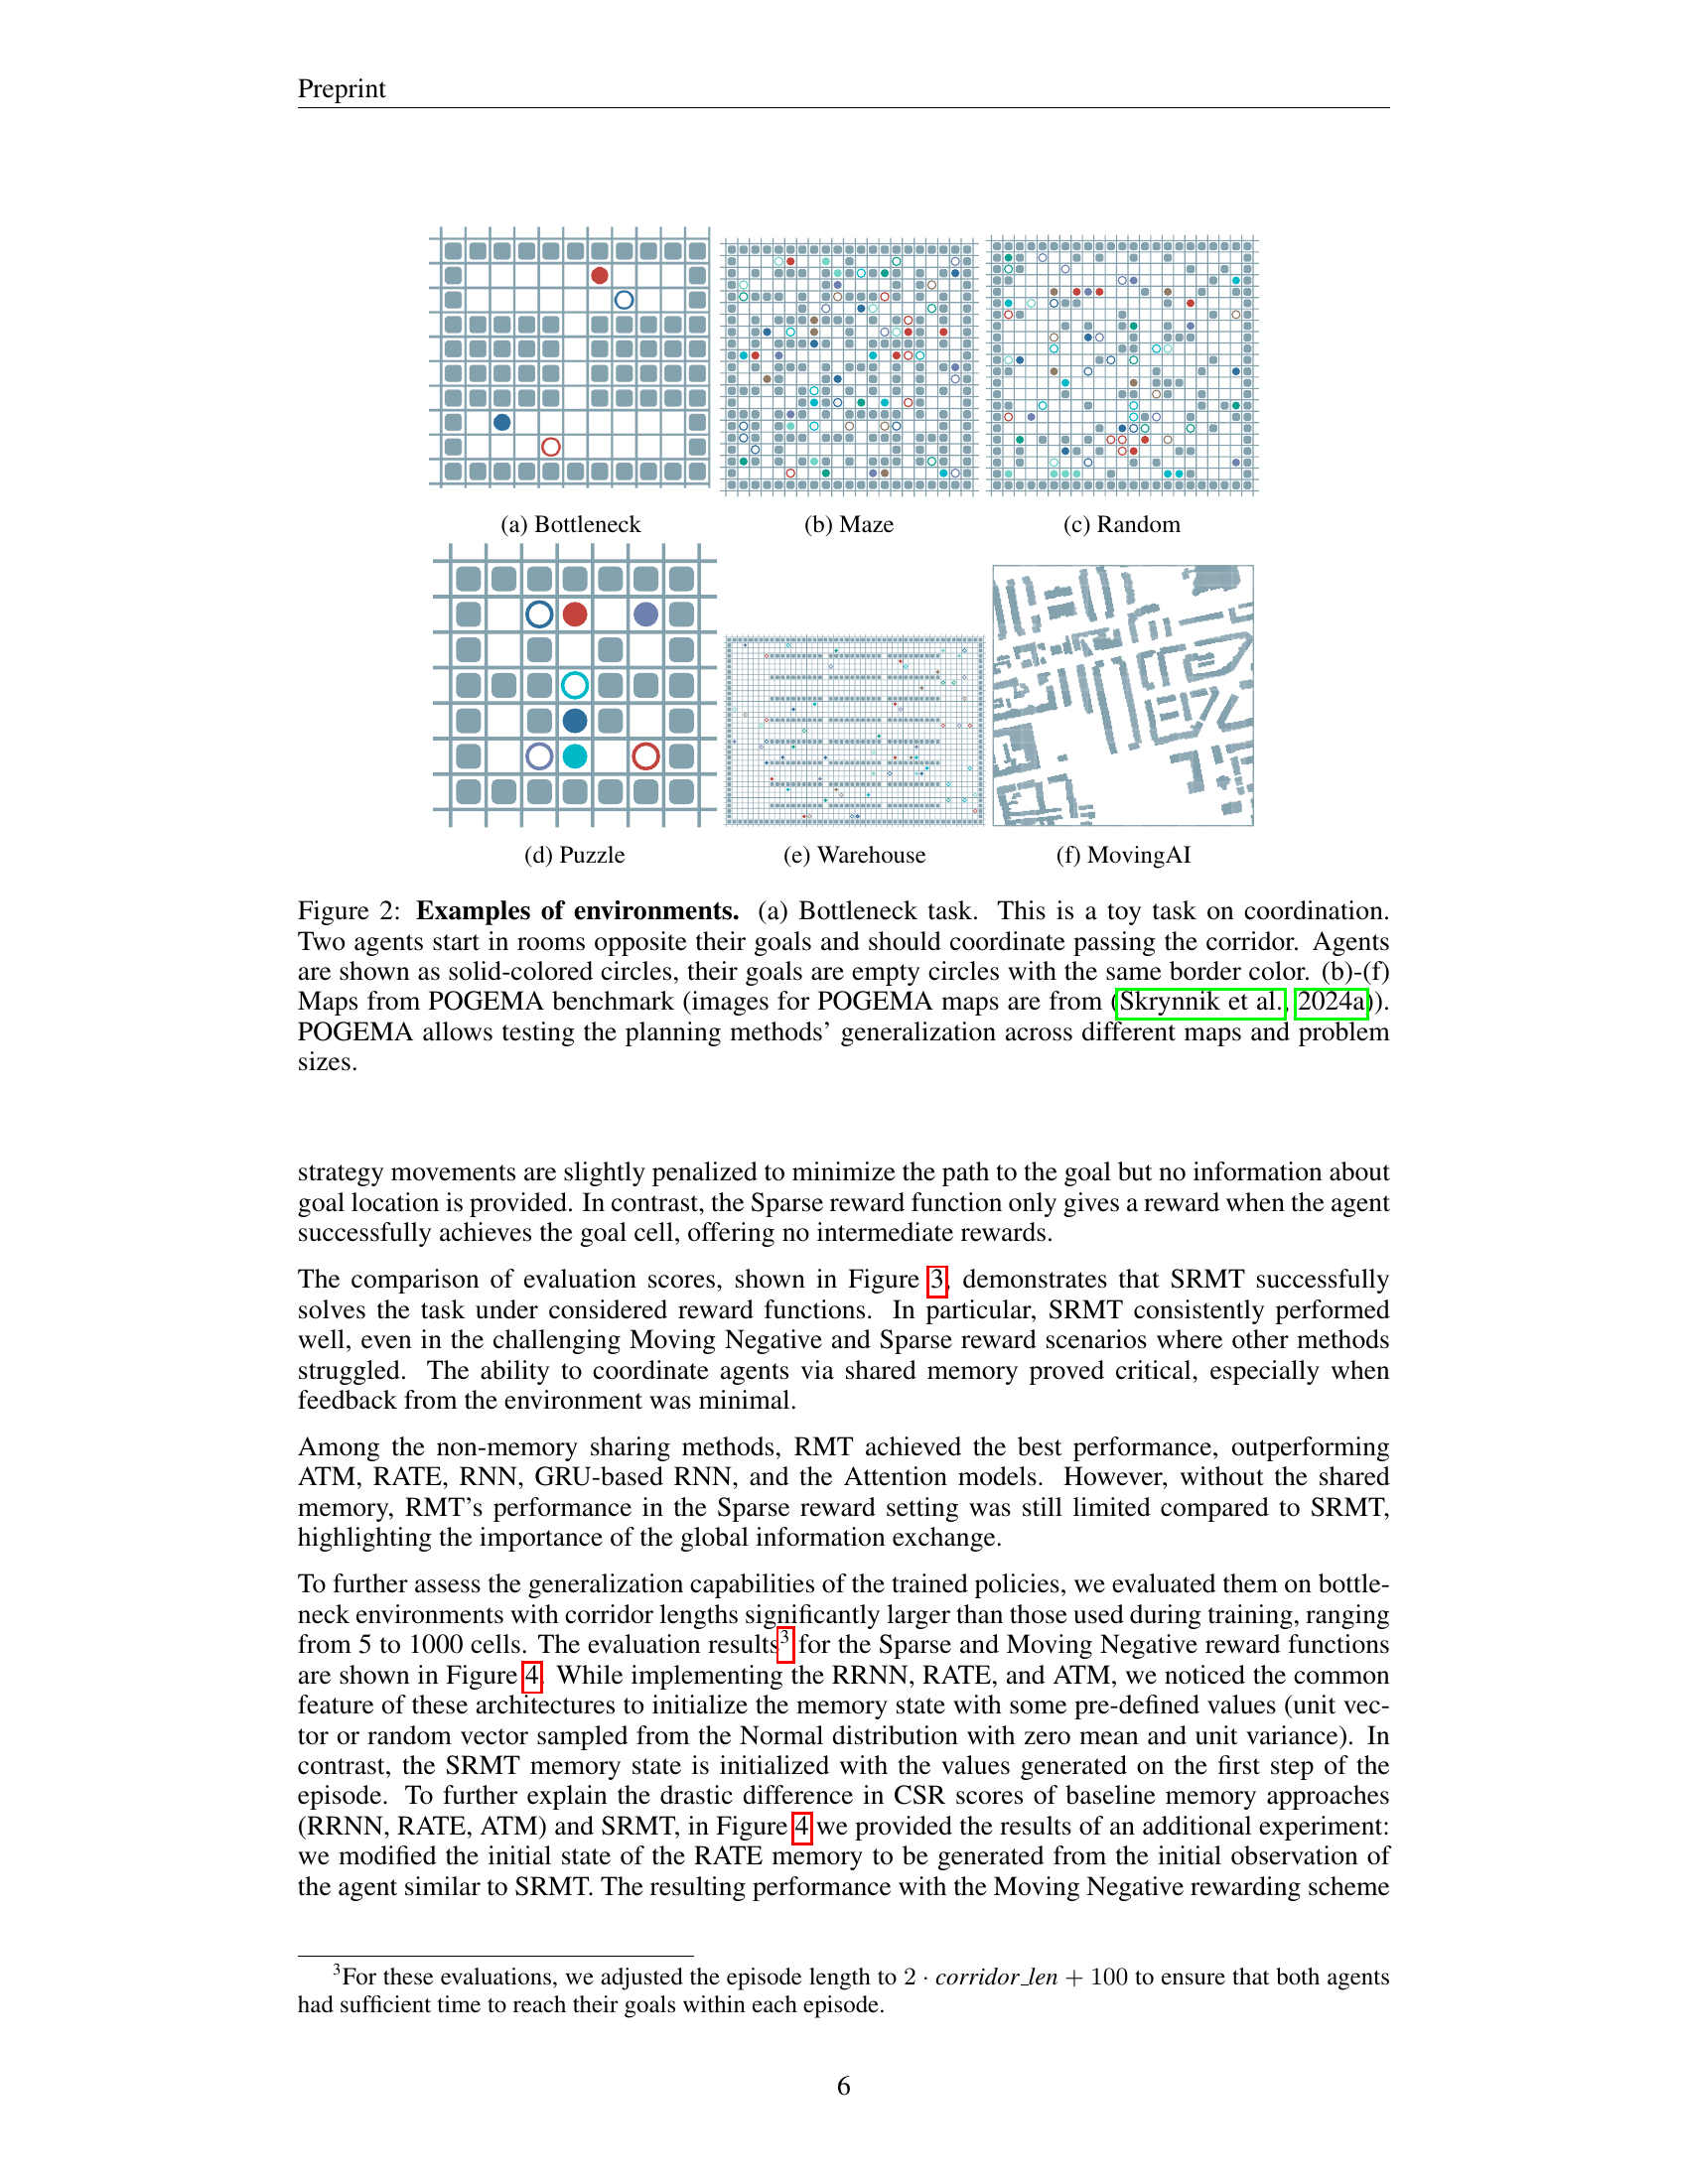 Preprint
(a) Bottleneck
(b) Maze
(c) Random
(d) Puzzle
(e) Warehouse
(f) MovingAI
Figure 2: Examples of environments. (a) Bottleneck task. This is a toy task on coordination.
Two agents start in rooms opposite their goals and should coordinate passing the corridor. Agents
are shown as solid-colored circles, their goals are empty circles with the same border color. (b)-(f)
Maps from POGEMA benchmark (images for POGEMA maps are from (Skrynnik et al., 2024a)).
POGEMA allows testing the planning methods' generalization across different maps and problem
sizes.
strategy movements are slightly penalized to minimize the path to the goal but no information about
goal location is provided. In contrast, the Sparse reward function only gives a reward when the agent
successfully achieves the goal cell, offering no intermediate rewards.
The comparison of evaluation scores, shown in Figure 3, demonstrates that SRMT successfully
solves the task under considered reward functions. In particular, SRMT consistently performed
well, even in the challenging Moving Negative and Sparse reward scenarios where other methods
struggled. The ability to coordinate agents via shared memory proved critical, especially when
feedback from the environment was minimal.
Among the non-memory sharing methods, RMT achieved the best performance, outperforming
ATM, RATE, RNN, GRU-based RNN, and the Attention models. However, without the shared
memory, RMT's performance in the Sparse reward setting was still limited compared to SRMT,
highlighting the importance of the global information exchange.
To further assess the generalization capabilities of the trained policies, we evaluated them on bottle-
neck environments with corridor lengths significantly larger than those used during training, ranging
from 5 to 1000 cells. The evaluation results³ for the Sparse and Moving Negative reward functions
are shown in Figure 4. While implementing the RRNN, RATE, and ATM, we noticed the common
feature of these architectures to initialize the memory state with some pre-defined values (unit vec-
tor or random vector sampled from the Normal distribution with zero mean and unit variance). In
contrast, the SRMT memory state is initialized with the values generated on the first step of the
episode. To further explain the drastic difference in CSR scores of baseline memory approaches
(RRNN, RATE, ATM) and SRMT, in Figure 4 we provided the results of an additional experiment:
we modified the initial state of the RATE memory to be generated from the initial observation of
the agent similar to SRMT. The resulting performance with the Moving Negative rewarding scheme
³For these evaluations, we adjusted the episode length to 2 · corridor_len + 100 to ensure that both agents
had sufficient time to reach their goals within each episode.
6